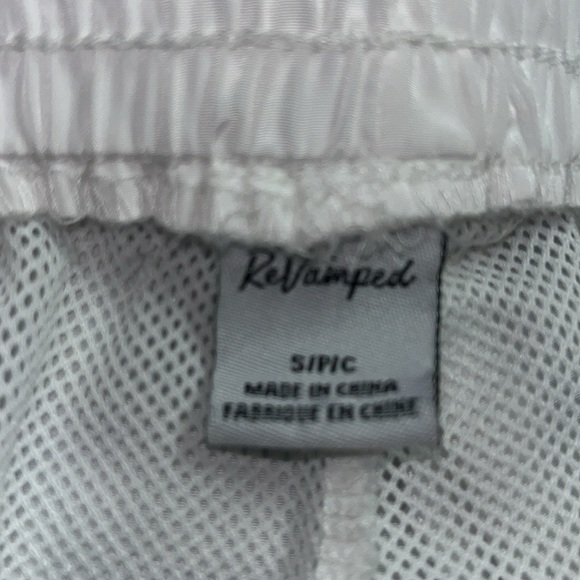 ReVamped
S/P/C
MADE IN CHINA
FABRIQUE EN CHINE